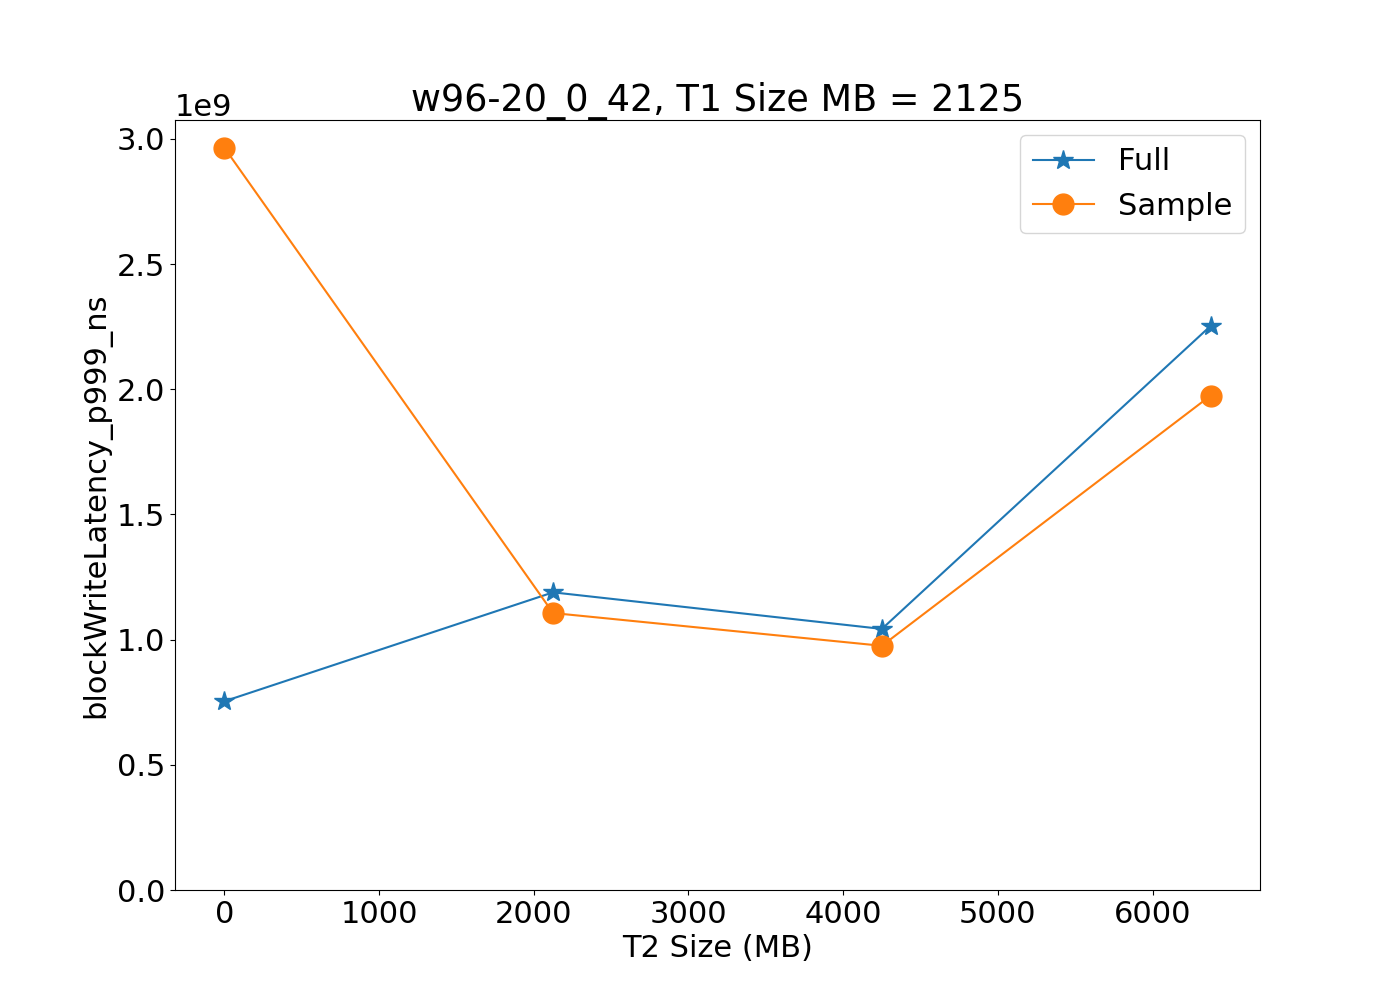 w96-20_0_42, T1 Size MB = 2125
1e9
3.0
2.5
2.0
1.5
1.0
0.5
0.0
blockWriteLatency_p999_ns
Full
Sample
0 1000 2000 3000 4000 5000 6000
T2 Size (MB)